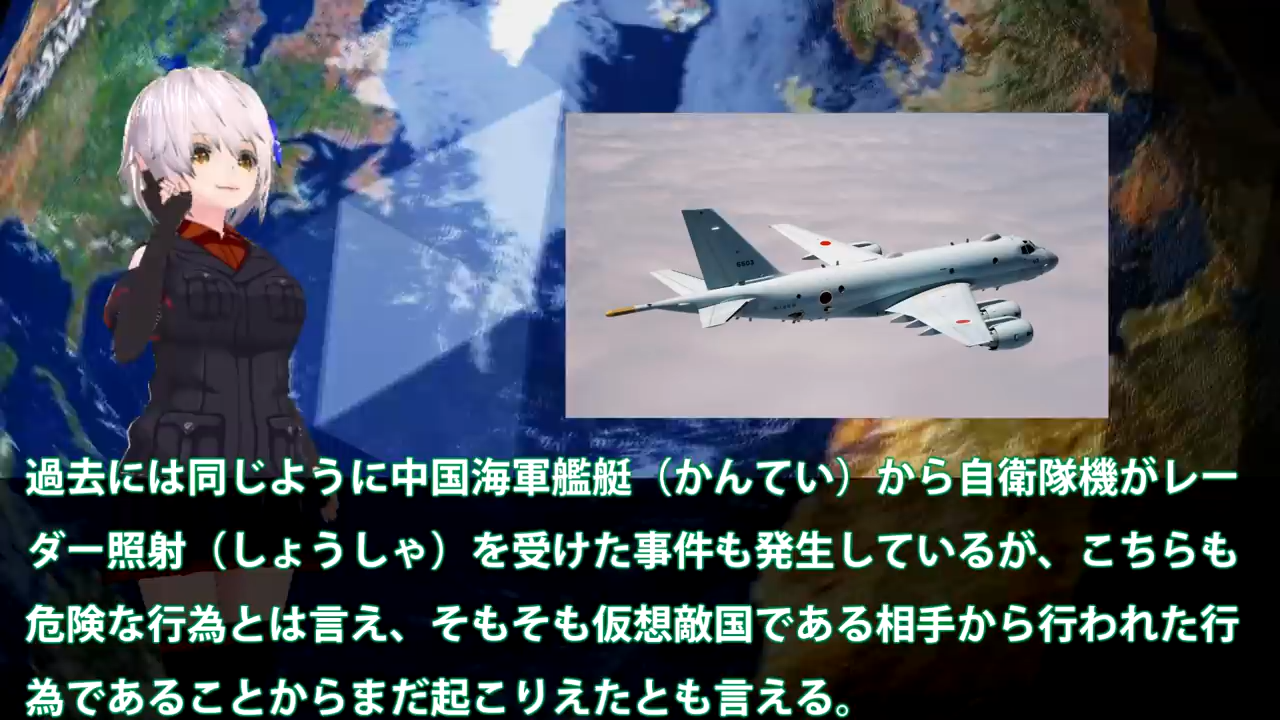 5503
過去には同じように中国海軍艦艇（かんてい）から自衛隊機がレー
ダー照射（しょうしゃ）を受けた事件も発生しているが、こちらも
危険な行為とは言え、そもそも仮想敵国である相手から行われた行
為であることからまだ起こりえたとも言える。